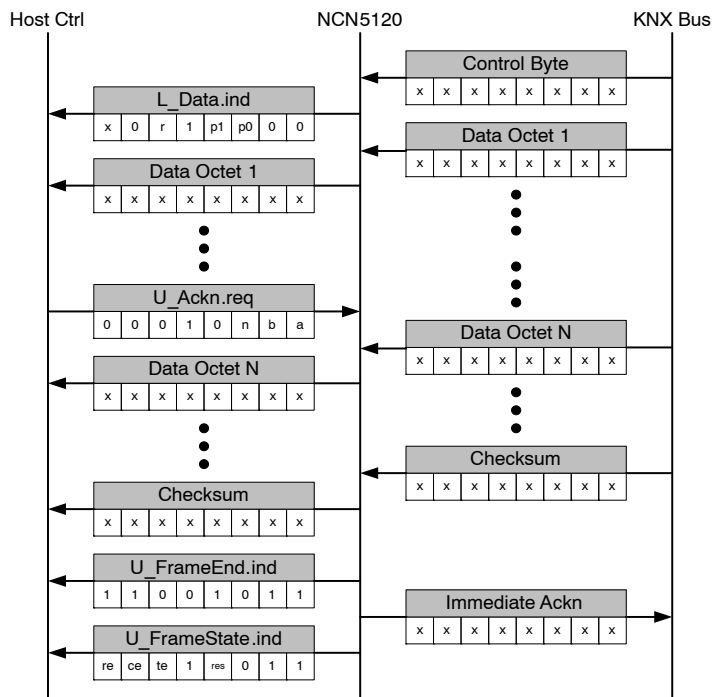 Host Ctrl NCN5120 KNX Bus
Control Byte
x x x x x x x x
L_Data.ind
x 0 r 1 p1 p0 0 0
Data Octet 1
x x x x x x x x
Data Octet 1
x x x x x x x x
U_Ackn.req
0 0 0 1 0 n b a
Data Octet N
x x x x x x x x
Data Octet N
x x x x x x x x
Checksum
x x x x x x x x
Checksum
x x x x x x x x
U_FrameEnd.ind
1 1 0 0 1 0 1 1
Immediate Ackn
x x x x x x x x
U_FrameState.ind
re ce te 1 res 0 1 1